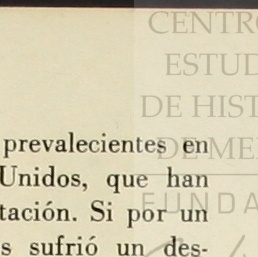 CENTRO
ESTUD
DE HIST
DE ME
prevalecientes en
Unidos, que han
tación. Si por un
FUNDA
s sufrió un des-